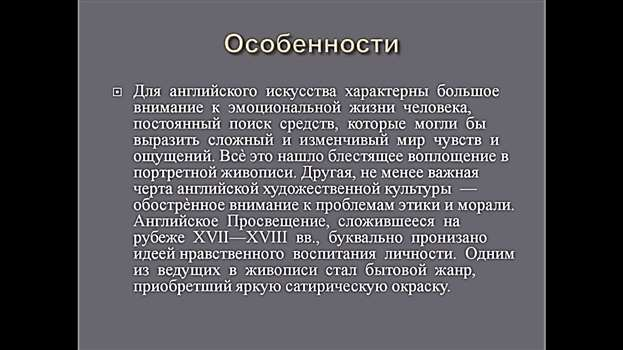 Особенности
Для английского искусства характерны большое
внимание к эмоциональной жизни человека,
постоянный поиск средств, которые могли бы
выразить сложный и изменчивый мир чувств и
ощущений. Всѐ это нашло блестящее воплощение в
портретной живописи. Другая, не менее важная
черта английской художественной культуры —
обострѐнное внимание к проблемам этики и морали.
Английское Просвещение, сложившееся на
рубеже XVII—XVIII вв., буквально пронизано
идеей нравственного воспитания личности. Одним
из ведущих в живописи стал бытовой жанр,
приобретший яркую сатирическую окраску.